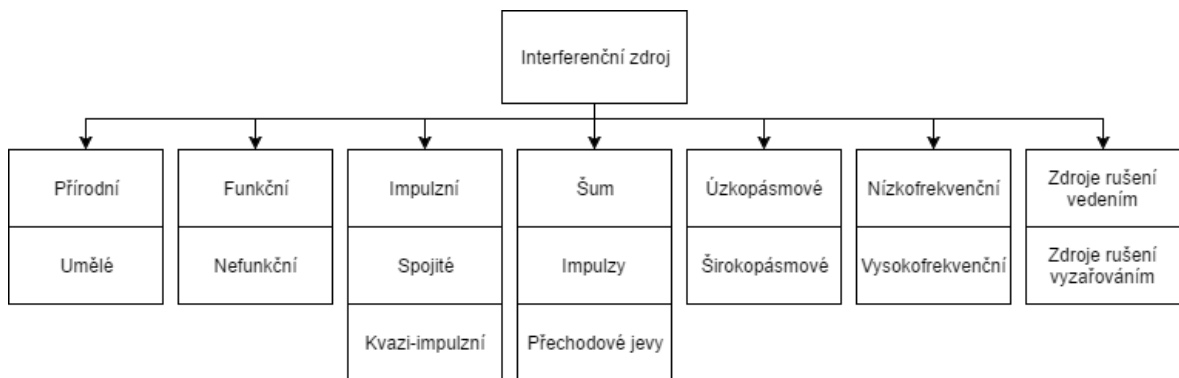 Interferenční zdroj
Přírodní
Funkční
Impulzní
Šum
Úzkopásmové
Nízkofrekvenční
Zdroje rušení
vedením
Umělé
Nefunkční
Spojité
Impulzy
Širokopásmové
Vysokofrekvenční
Zdroje rušení
vyzařováním
Kvazi-impulzní
Přechodové jevy